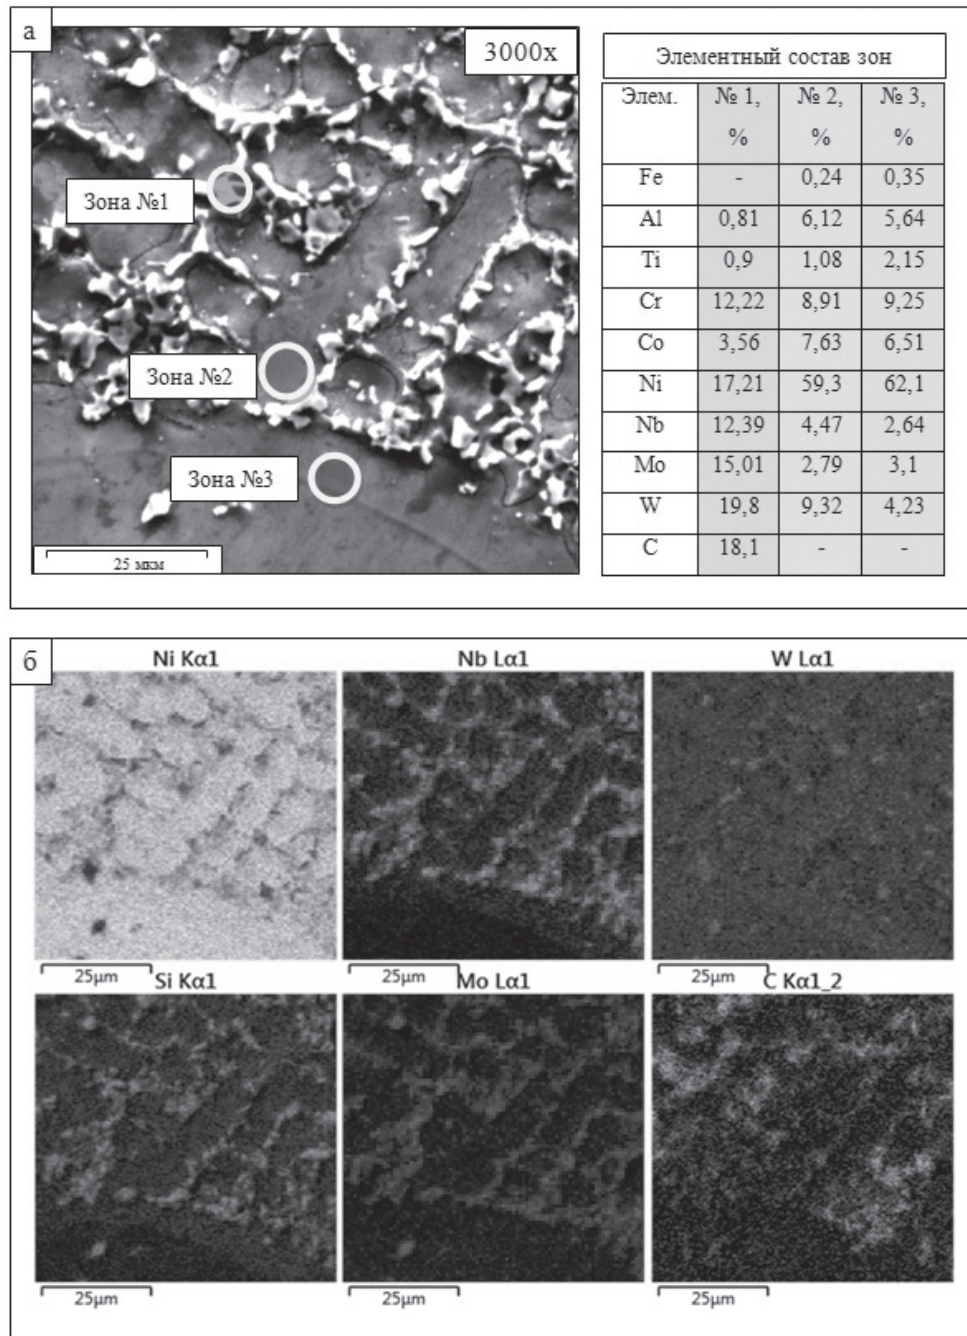 а
3000x
Зона №1
Зона №2
Зона №3
25 мкм
Элементный состав зон
Элем. № 1, % № 2, % № 3, %
Fe - 0,24 0,35
Al 0,81 6,12 5,64
Ti 0,9 1,08 2,15
Cr 12,22 8,91 9,25
Co 3,56 7,63 6,51
Ni 17,21 59,3 62,1
Nb 12,39 4,47 2,64
Mo 15,01 2,79 3,1
W 19,8 9,32 4,23
C 18,1 - -
б
Ni Kα1 Nb Lα1 W Lα1
25µm 25µm 25µm
Si Kα1 Mo Lα1 C Kα1_2
25µm 25µm 25µm